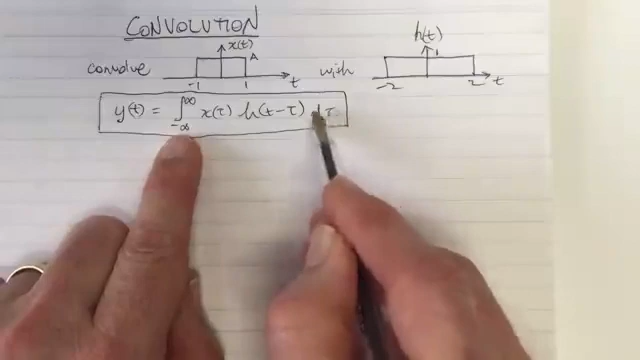 CONVOLUTION
convolve x(t) A -1 1 t with h(t) 1 -2 2 t
y(t) = ∫_{-∞}^{∞} x(τ) h(t-τ) dτ